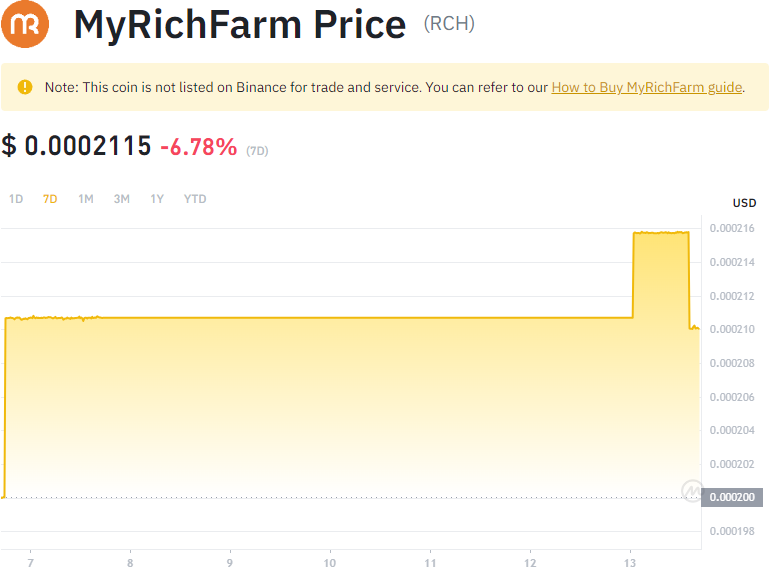 MyRichFarm Price (RCH)
Note: This coin is not listed on Binance for trade and service. You can refer to our How to Buy MyRichFarm guide.
$ 0.0002115 -6.78% (7D)
1D 7D 1M 3M 1Y YTD
USD
0.000216
0.000214
0.000212
0.000210
0.000208
0.000206
0.000204
0.000202
0.000200
0.000198
7 8 9 10 11 12 13